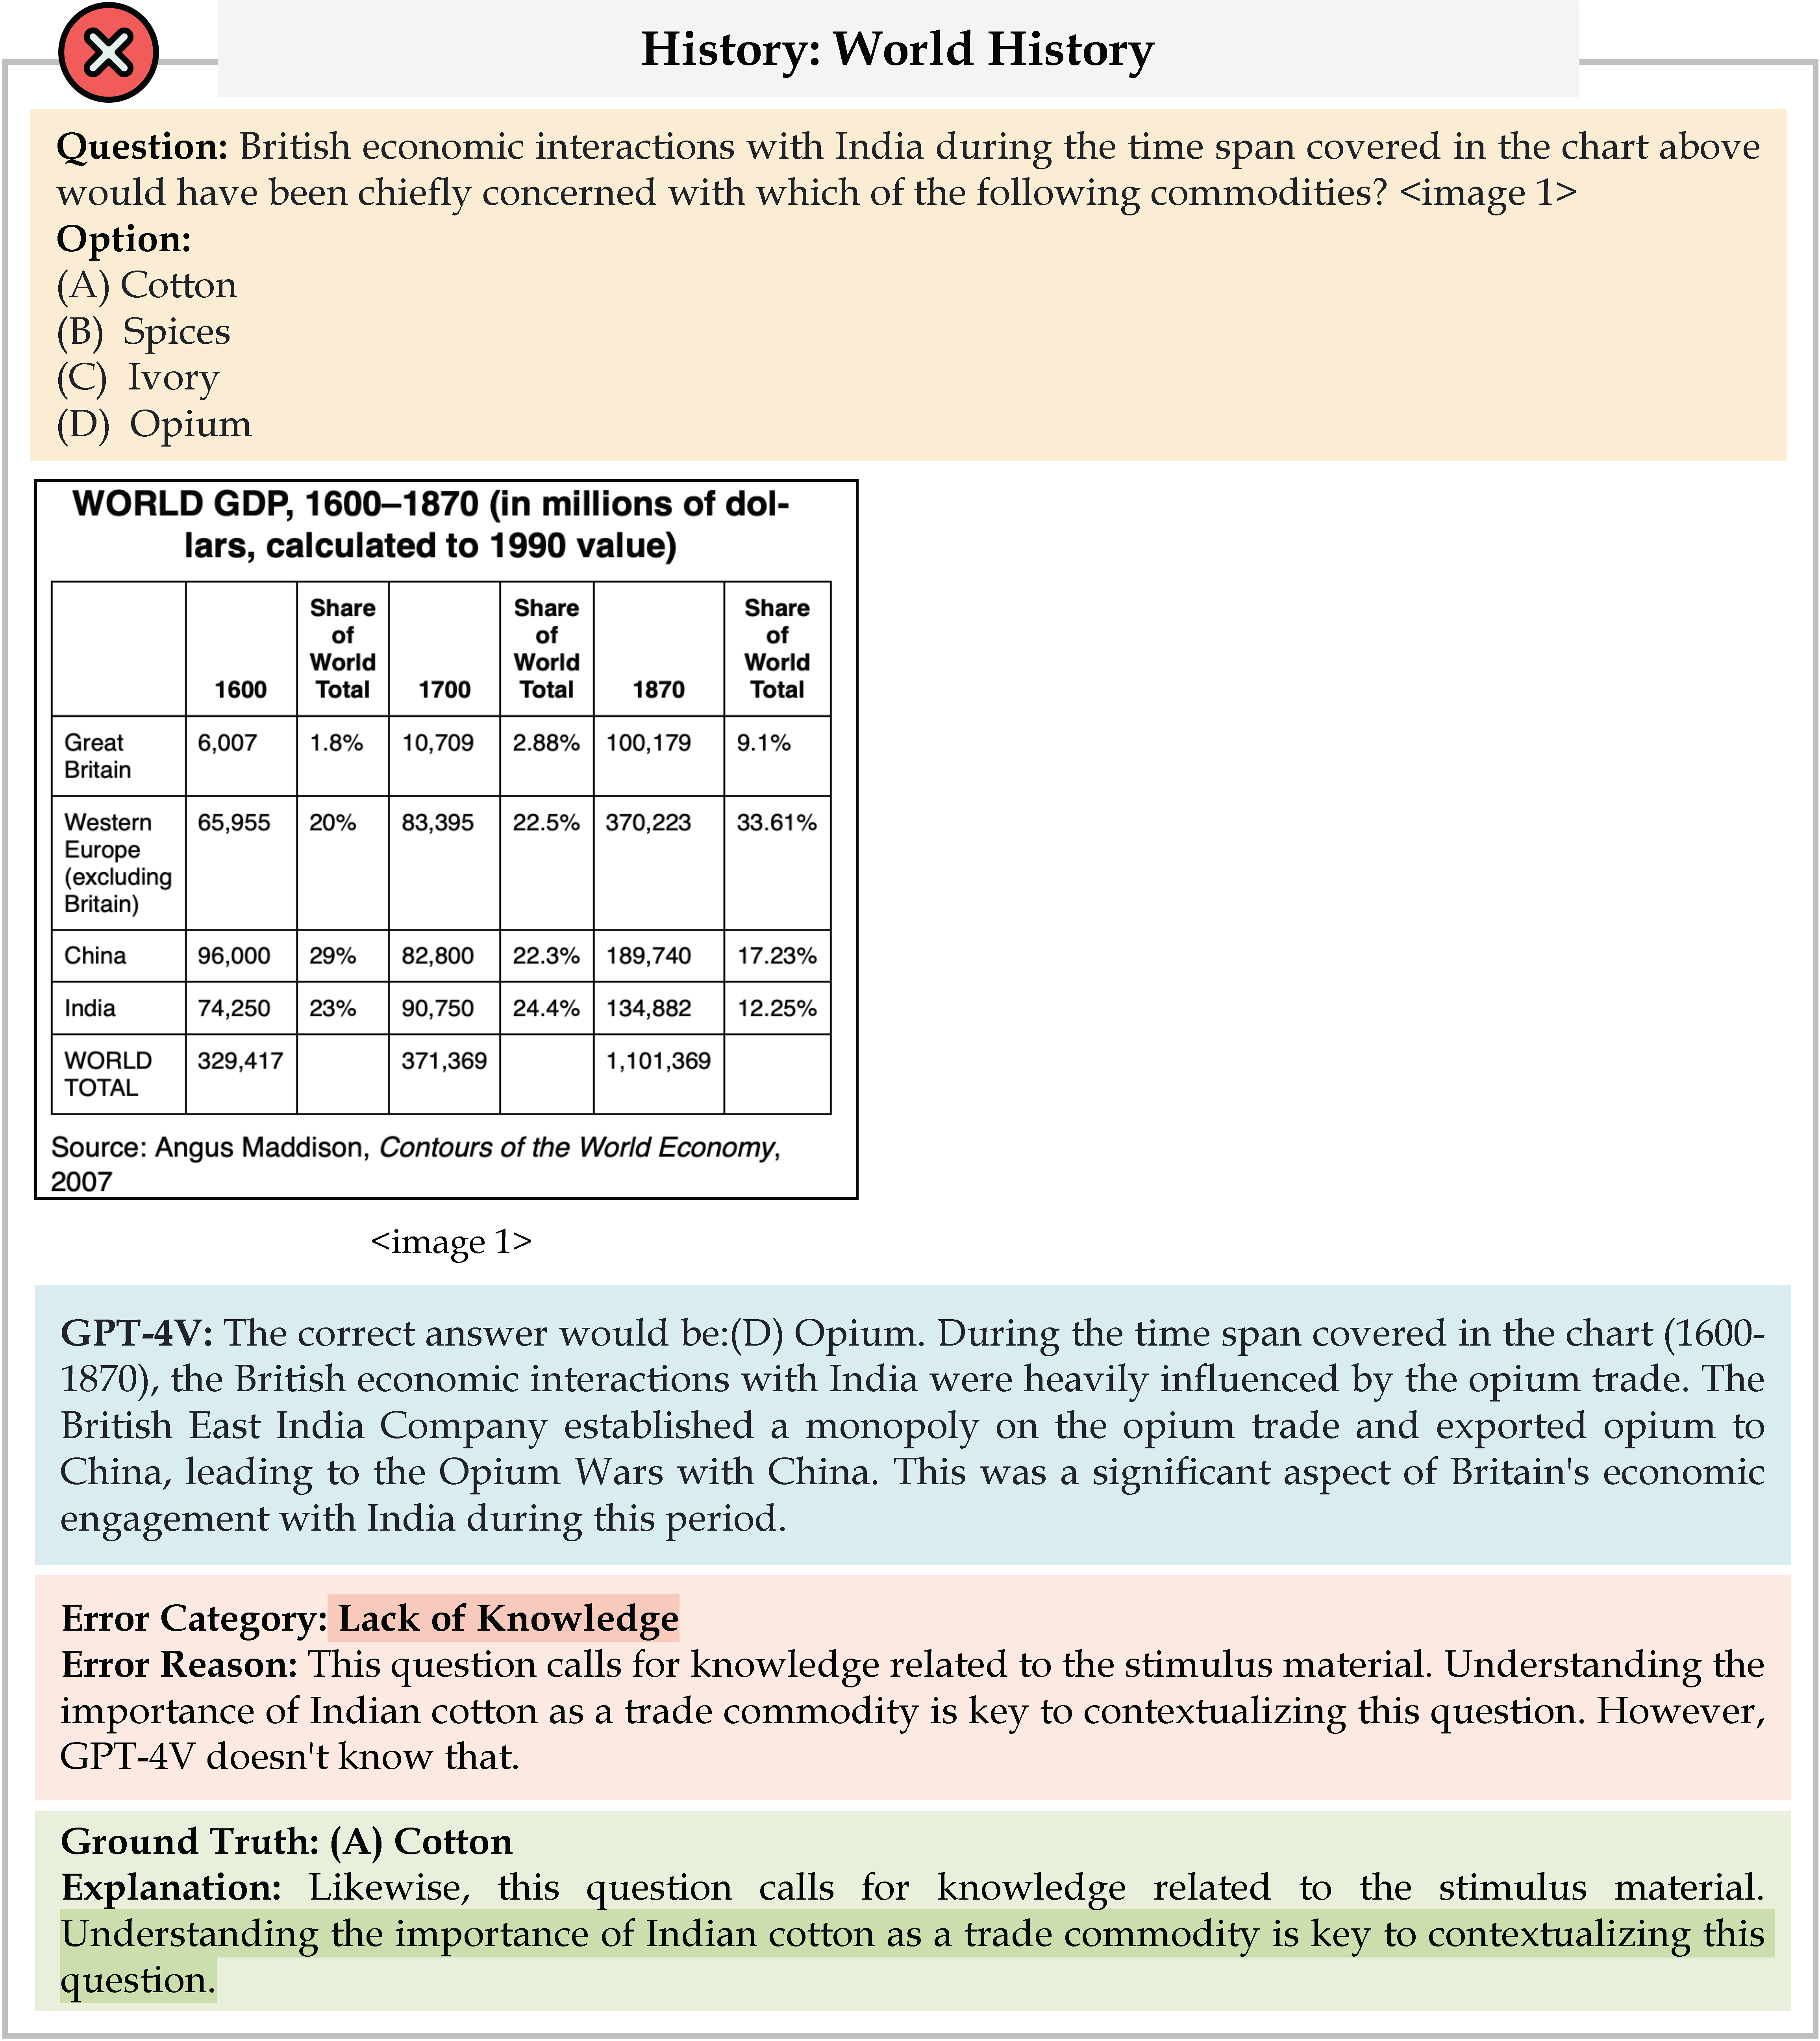 History: World History
Question: British economic interactions with India during the time span covered in the chart above
would have been chiefly concerned with which of the following commodities? <image 1>
Option:
(A) Cotton
(B) Spices
(C) Ivory
(D) Opium
WORLD GDP, 1600–1870 (in millions of dol-
lars, calculated to 1990 value)
1600 Share of World Total 1700 Share of World Total 1870 Share of World Total
Great Britain 6,007 1.8% 10,709 2.88% 100,179 9.1%
Western Europe (excluding Britain) 65,955 20% 83,395 22.5% 370,223 33.61%
China 96,000 29% 82,800 22.3% 189,740 17.23%
India 74,250 23% 90,750 24.4% 134,882 12.25%
WORLD TOTAL 329,417 371,369 1,101,369
Source: Angus Maddison, Contours of the World Economy,
2007
<image 1>
GPT-4V: The correct answer would be:(D) Opium. During the time span covered in the chart (1600-
1870), the British economic interactions with India were heavily influenced by the opium trade. The
British East India Company established a monopoly on the opium trade and exported opium to
China, leading to the Opium Wars with China. This was a significant aspect of Britain's economic
engagement with India during this period.
Error Category: Lack of Knowledge
Error Reason: This question calls for knowledge related to the stimulus material. Understanding the
importance of Indian cotton as a trade commodity is key to contextualizing this question. However,
GPT-4V doesn't know that.
Ground Truth: (A) Cotton
Explanation: Likewise, this question calls for knowledge related to the stimulus material.
Understanding the importance of Indian cotton as a trade commodity is key to contextualizing this
question.